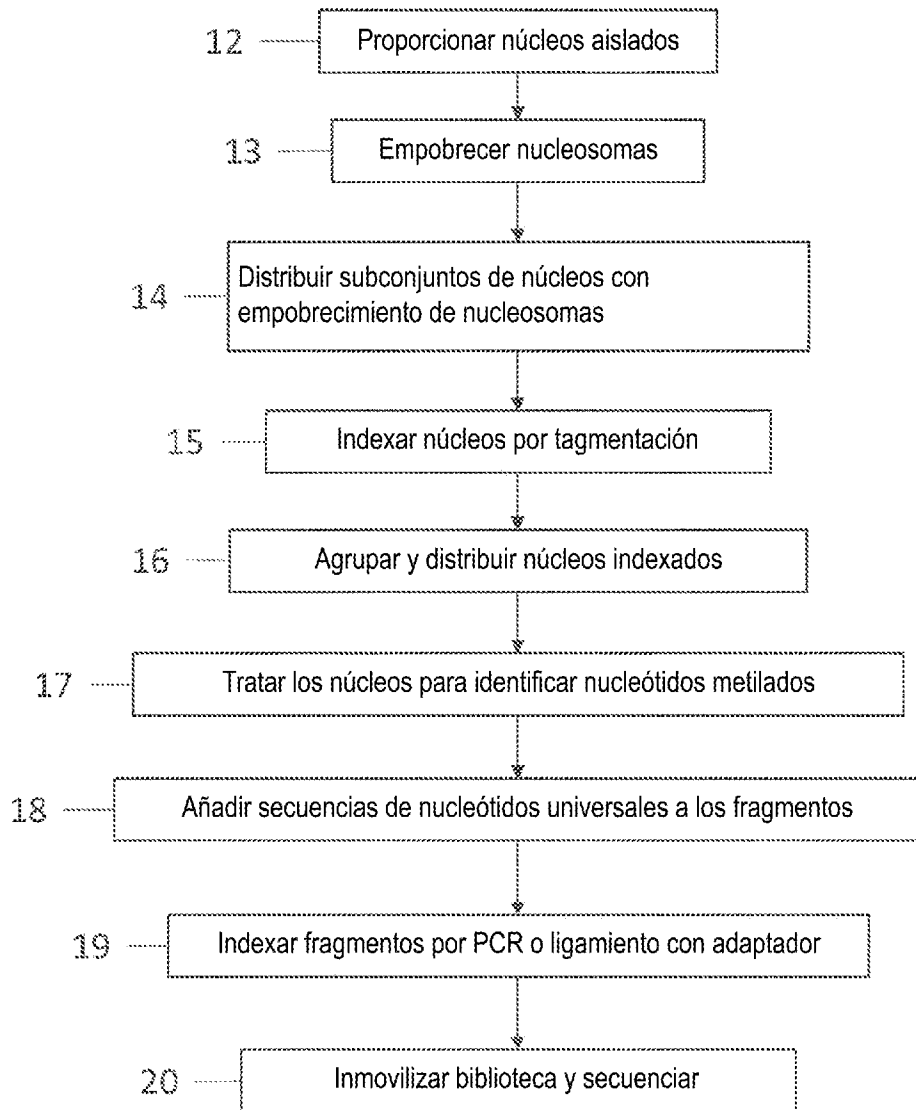 12 Proporcionar núcleos aislados
13 Empobrecer nucleosomas
14 Distribuir subconjuntos de núcleos con
empobrecimiento de nucleosomas
15 Indexar núcleos por tagmentación
16 Agrupar y distribuir núcleos indexados
17 Tratar los núcleos para identificar nucleótidos metilados
18 Añadir secuencias de nucleótidos universales a los fragmentos
19 Indexar fragmentos por PCR o ligamiento con adaptador
20 Inmovilizar biblioteca y secuenciar